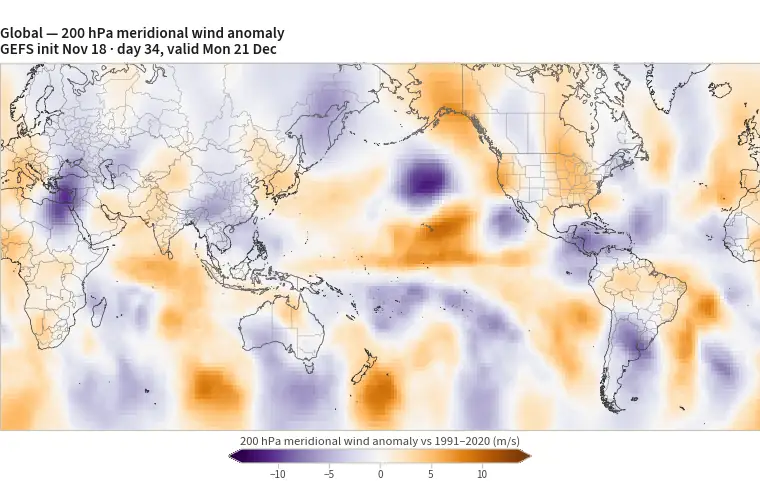 Global — 200 hPa meridional wind anomaly
GEFS init Nov 18 · day 34, valid Mon 21 Dec
200 hPa meridional wind anomaly vs 1991–2020 (m/s)
−10 −5 0 5 10